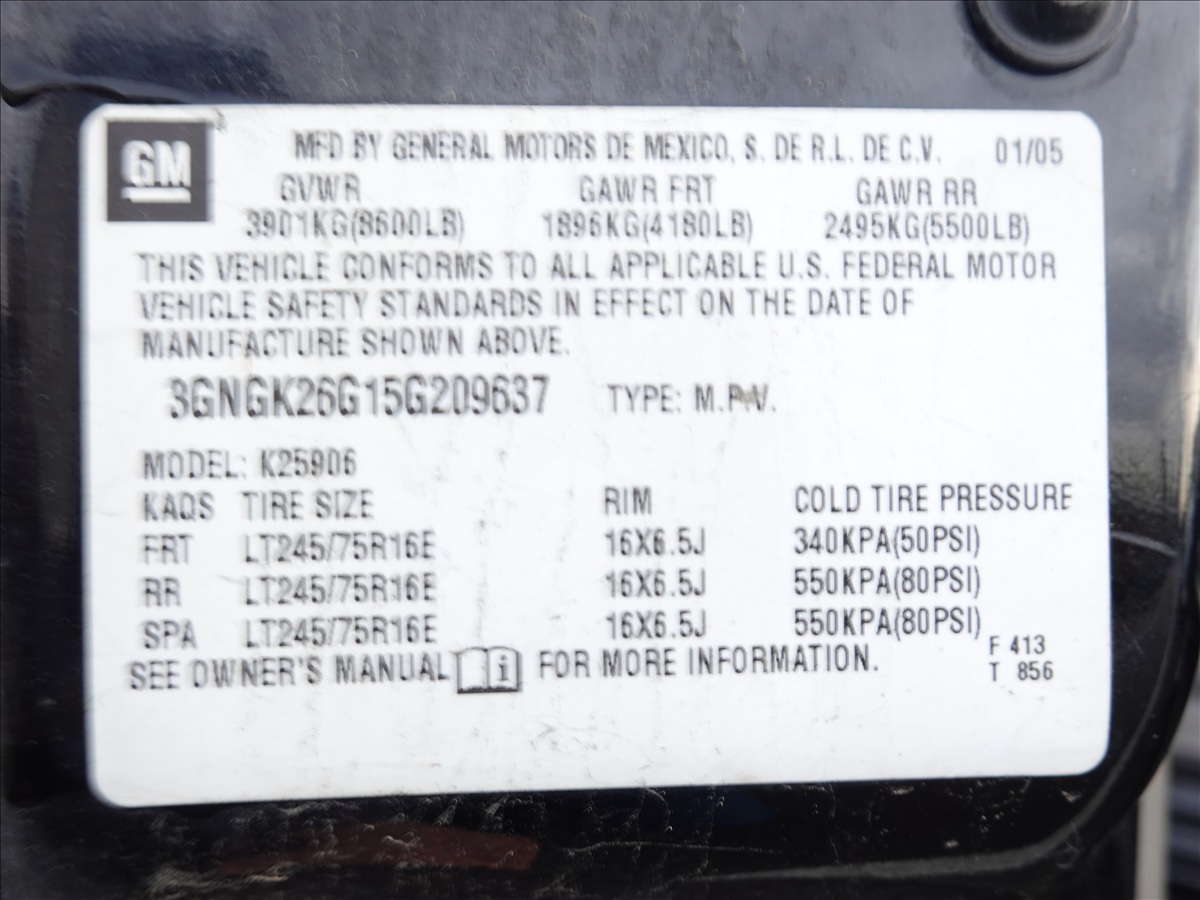 GM
MFD BY GENERAL MOTORS DE MEXICO, S. DE R.L. DE C.V. 01/05
GVWR GAWR FRT GAWR RR
3901KG(8600LB) 1896KG(4180LB) 2495KG(5500LB)
THIS VEHICLE CONFORMS TO ALL APPLICABLE U.S. FEDERAL MOTOR
VEHICLE SAFETY STANDARDS IN EFFECT ON THE DATE OF
MANUFACTURE SHOWN ABOVE.
3GNGK26G15G209637 TYPE: M.P.V.
MODEL: K25906
KAQS TIRE SIZE RIM COLD TIRE PRESSURE
FRT LT245/75R16E 16X6.5J 340KPA(50PSI)
RR LT245/75R16E 16X6.5J 550KPA(80PSI)
SPA LT245/75R16E 16X6.5J 550KPA(80PSI)
SEE OWNER'S MANUAL i FOR MORE INFORMATION.
F 413
T 856